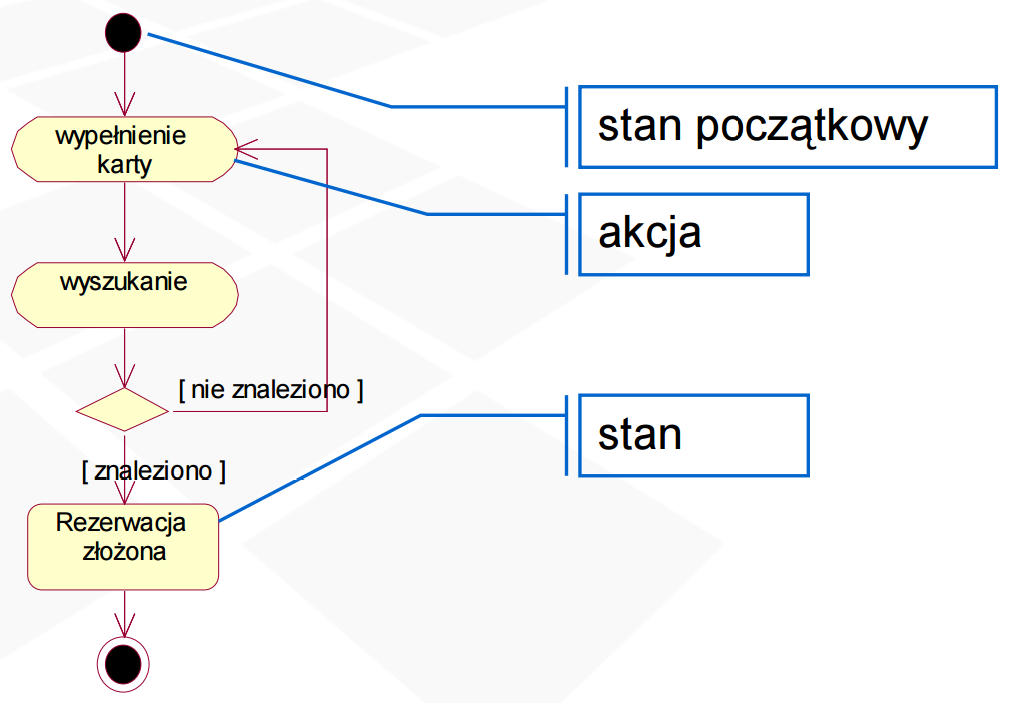 stan początkowy
wypełnienie
karty
akcja
wyszukanie
[ nie znaleziono ]
stan
[ znaleziono ]
Rezerwacja
złożona